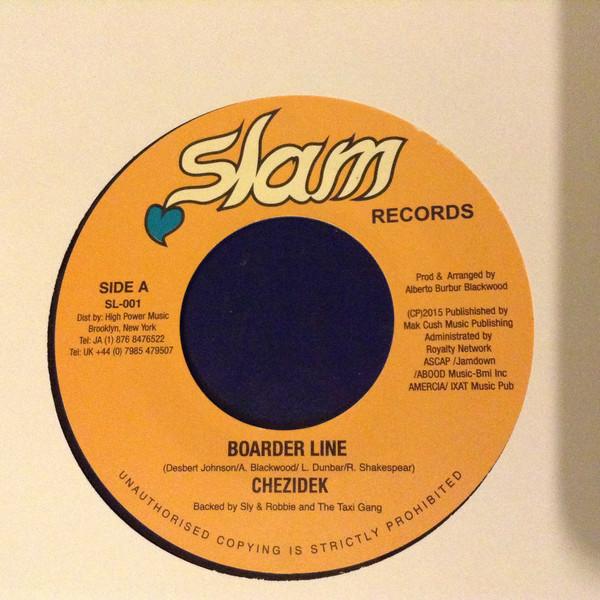 slam
RECORDS
SIDE A
SL-001
Dist by: High Power Music
Brooklyn, New York
Tel: JA (1) 876 8476522
Tel: UK +44 (0) 7985 479507
Prod & Arranged by
Alberto Burbur Blackwood
(CP)2015 Publishished by
Mak Cush Music Publishing
Administrated by
Royalty Network
ASCAP /Jamdown
/ABOOD Music-Bmi Inc
AMERCIA/ IXAT Music Pub
BOARDER LINE
(Desbert Johnson/A. Blackwood/ L. Dunbar/R. Shakespear)
CHEZIDEK
Backed by Sly & Robbie and The Taxi Gang
UNAUTHORISED COPYING IS STRICTLY PROHIBITED